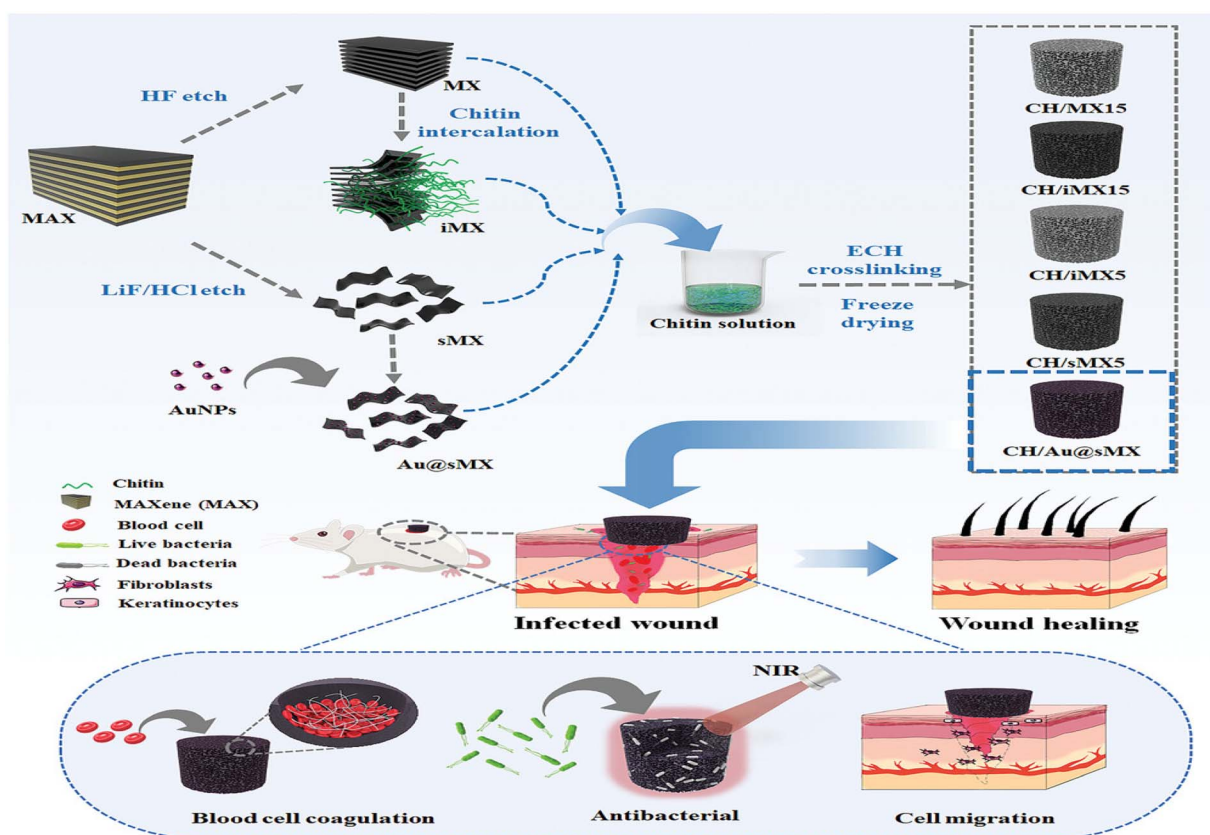 HF etch
MX
Chitin
intercalation
MAX
iMX
LiF/HCl etch
sMX
AuNPs
Au@sMX
Chitin solution
ECH
crosslinking
Freeze
drying
CH/MX15
CH/iMX15
CH/iMX5
CH/sMX5
CH/Au@sMX
Chitin
MAXene (MAX)
Blood cell
Live bacteria
Dead bacteria
Fibroblasts
Keratinocytes
Infected wound
Wound healing
NIR
Blood cell coagulation
Antibacterial
Cell migration